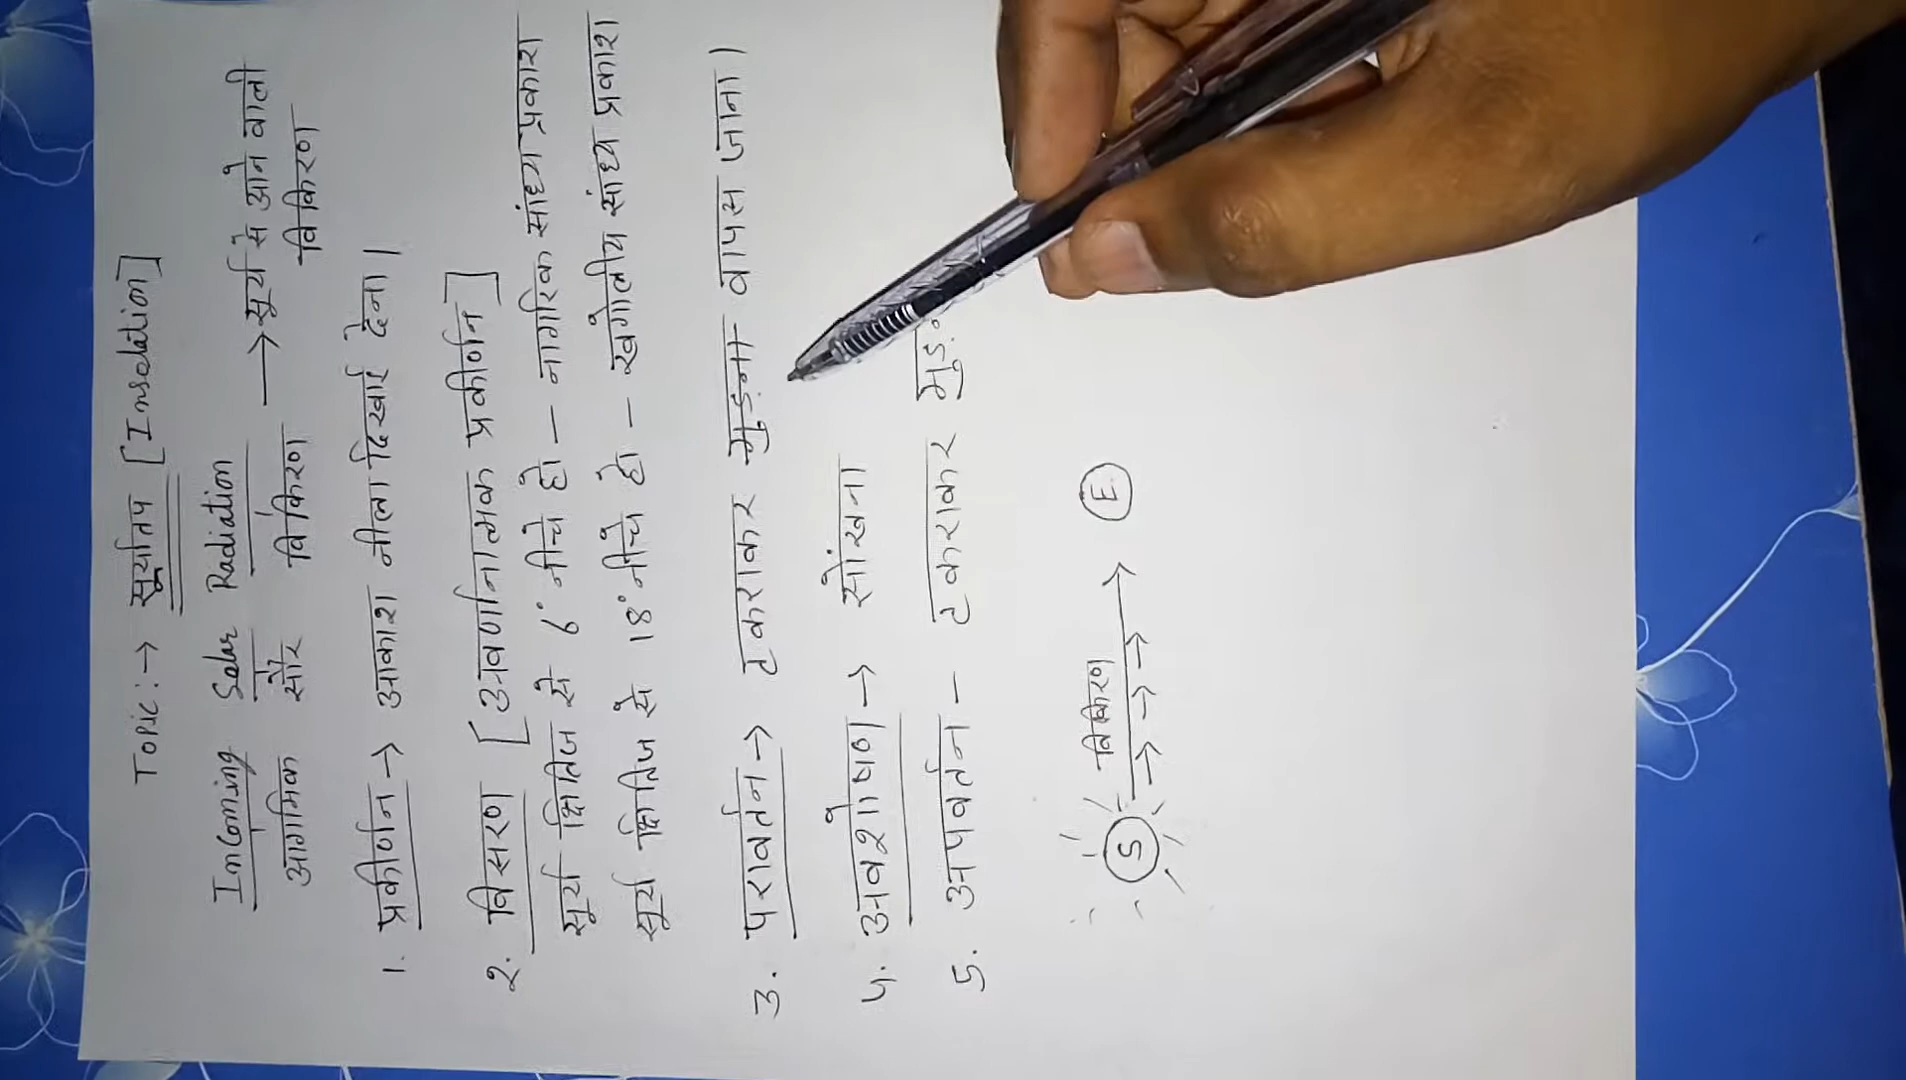 Topic:→ सूर्यातप [Insolation]
Incoming Solar Radiation → सूर्य से आने वाली
आगमिक सौर विकिरण विकिरण
1. प्रकीर्णन → आकाश नीला दिखाई देना।
2. विसरण [अवर्णनात्मक प्रकीर्णन]
सूर्य क्षितिज से 6° नीचे हो – नागरिक सांध्य प्रकाश
सूर्य क्षितिज से 18° नीचे हो – खगोलीय सांध्य प्रकाश
3. परावर्तन → टकराकर मुड़ना वापस जाना।
4. अवशोषण → सोंखना
5. अपवर्तन – टकराकर
विकिरण
S →→→→ E